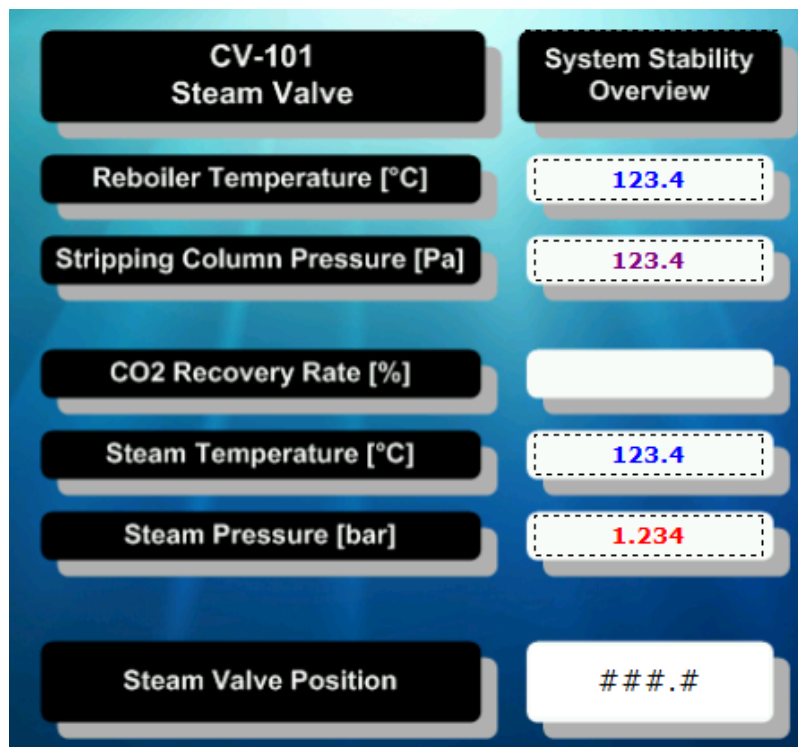 CV-101
Steam Valve
System Stability
Overview
Reboiler Temperature [°C]
123.4
Stripping Column Pressure [Pa]
123.4
CO2 Recovery Rate [%]
Steam Temperature [°C]
123.4
Steam Pressure [bar]
1.234
Steam Valve Position
###.#